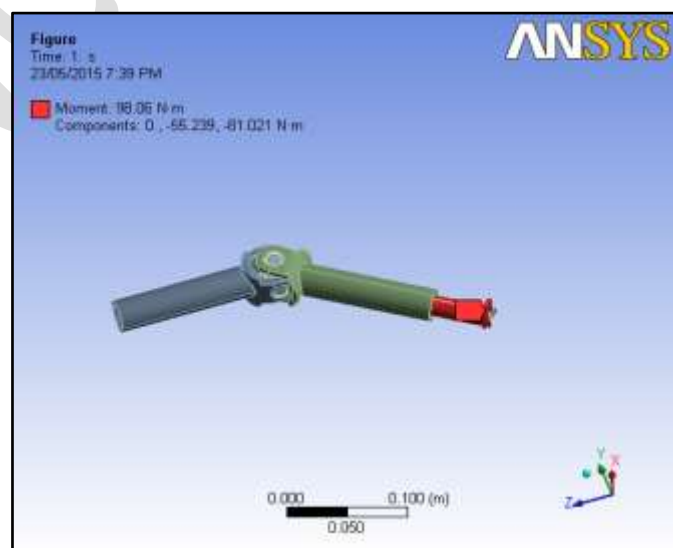 Figure
Time: 1. s
23/05/2015 7:39 PM
Moment: 98.06 N·m
Components: 0 , -55.239, -81.021 N·m
ANSYS
Y
X
Z
0.000
0.100 (m)
0.050